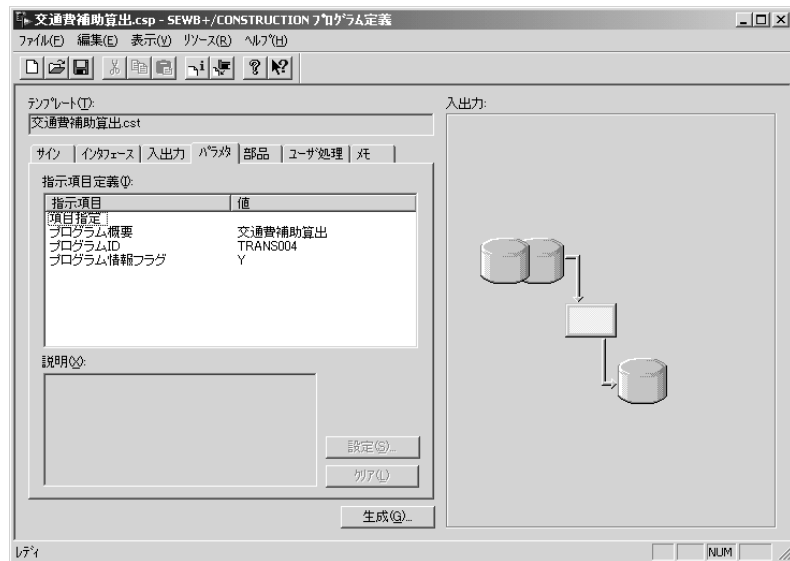 交通費補助算出.csp - SEWB+/CONSTRUCTION プログラム定義
ファイル(F) 編集(E) 表示(V) リソース(R) ヘルプ(H)
テンプレート(T):
交通費補助算出.cst
サイン インタフェース 入出力 パラメタ 部品 ユーザ処理 メモ
指示項目定義(I):
指示項目 値
項目指定
プログラム概要 交通費補助算出
プログラムID TRANS004
プログラム情報フラグ Y
説明(X):
設定(S)...
クリア(L)
生成(G)...
入出力:
レディ NUM